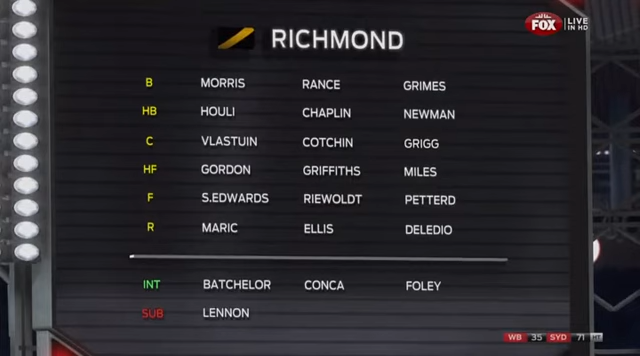 FOX LIVE
IN HD
RICHMOND
B MORRIS RANCE GRIMES
HB HOULI CHAPLIN NEWMAN
C VLASTUIN COTCHIN GRIGG
HF GORDON GRIFFITHS MILES
F S.EDWARDS RIEWOLDT PETTERD
R MARIC ELLIS DELEDIO
INT BATCHELOR CONCA FOLEY
SUB LENNON
WB 35 SYD 71 HT